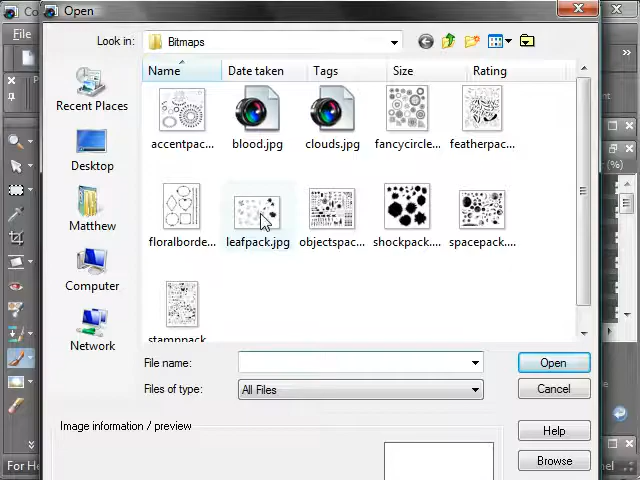 Co
Open
File
Look in:
Bitmaps
Name
Date taken
Tags
Size
Rating
Recent Places
Desktop
Matthew
Computer
Network
accentpac...
blood.jpg
clouds.jpg
fancycircle...
featherpac...
floralborde...
leafpack.jpg
objectspac...
shockpack....
spacepack....
stamppack
File name:
Open
Files of type:
All Files
Cancel
Image information / preview
Help
Browse
(%)
For He
nel